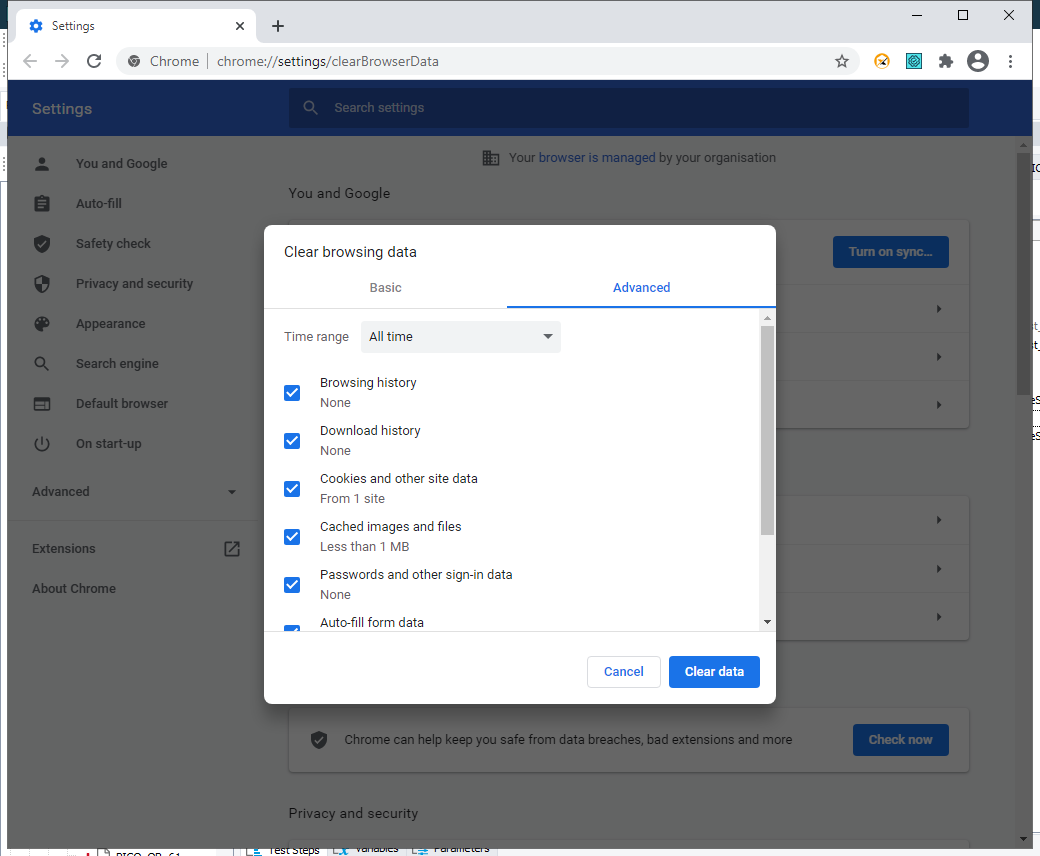 Settings
Chrome
chrome://settings/clearBrowserData
Settings
Search settings
Your browser is managed by your organisation
You and Google
Auto-fill
Safety check
Privacy and security
Appearance
Search engine
Default browser
On start-up
Advanced
Extensions
About Chrome
You and Google
Turn on sync...
Clear browsing data
Basic
Advanced
Time range
All time
Browsing history
None
Download history
None
Cookies and other site data
From 1 site
Cached images and files
Less than 1 MB
Passwords and other sign-in data
None
Auto-fill form data
Cancel
Clear data
Chrome can help keep you safe from data breaches, bad extensions and more
Check now
Privacy and security
Test Steps
Variables
Parameters